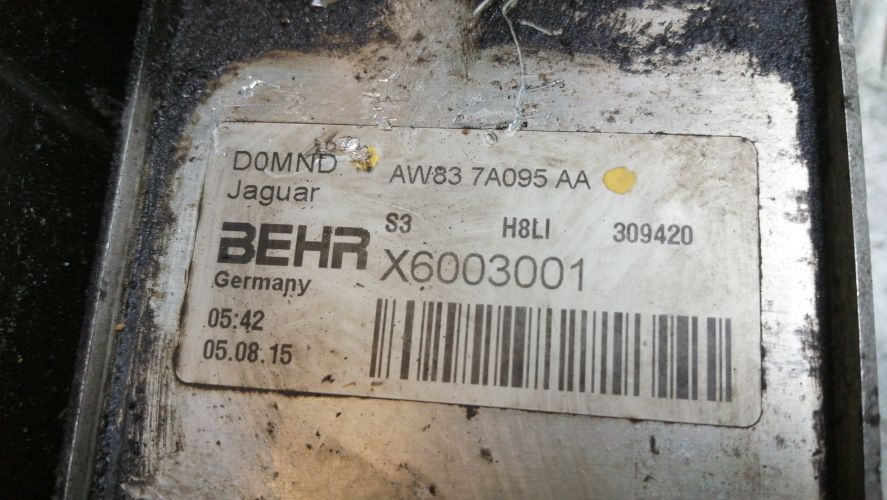 D0MND AW83 7A095 AA
Jaguar
S3 H8LI 309420
BEHR X6003001
Germany
05:42
05.08.15